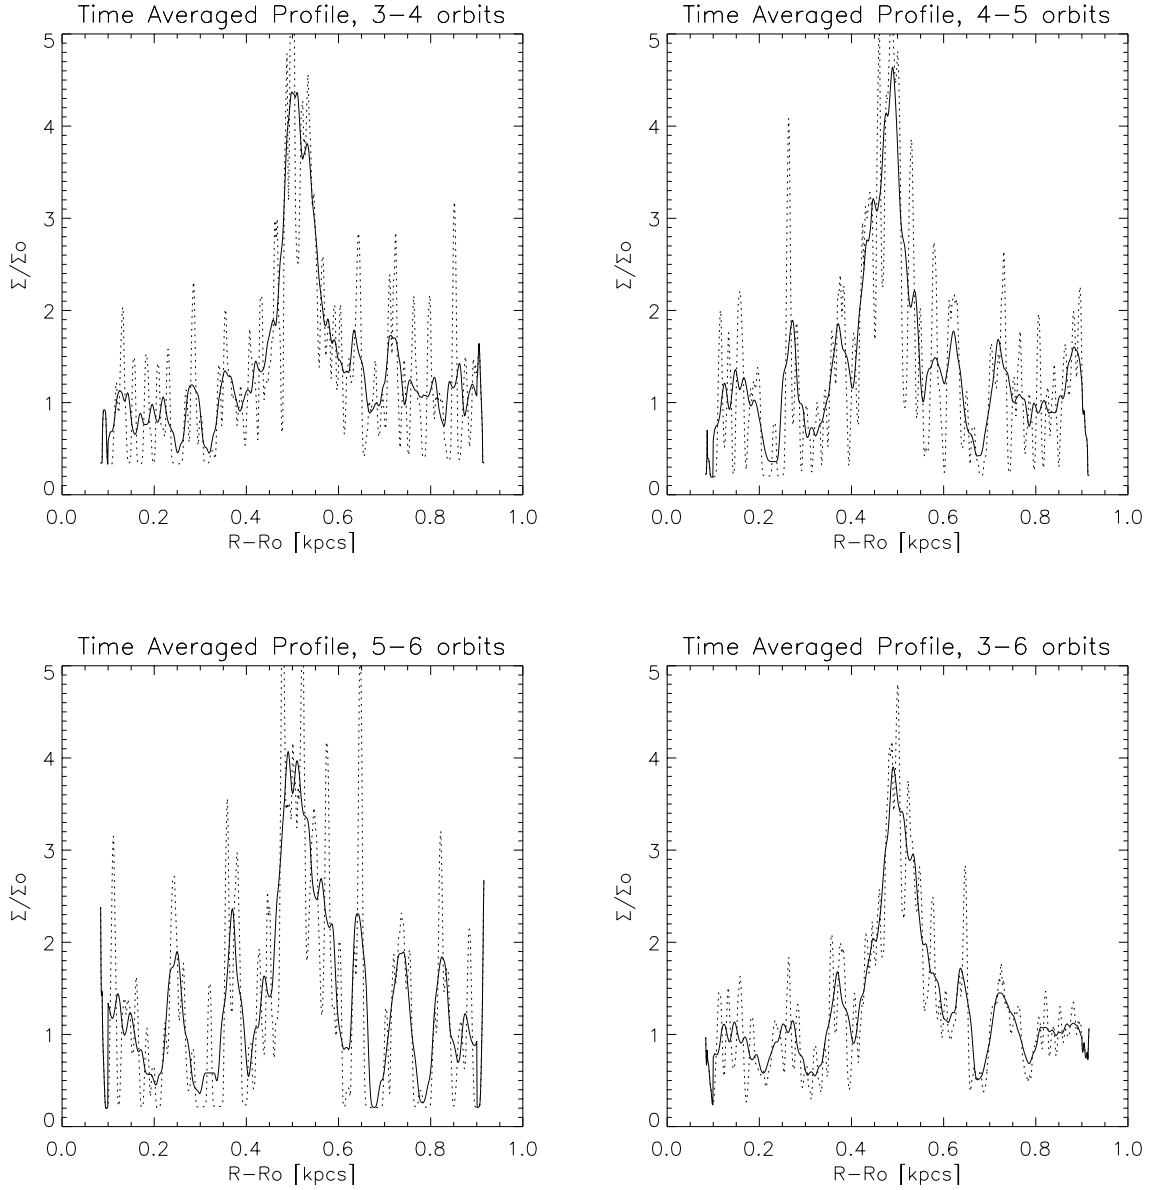 Time Averaged Profile, 3−4 orbits
5
4
3
2
1
0
Σ/Σo
0.0 0.2 0.4 0.6 0.8 1.0
R−Ro [kpcs]
Time Averaged Profile, 4−5 orbits
5
4
3
2
1
0
Σ/Σo
0.0 0.2 0.4 0.6 0.8 1.0
R−Ro [kpcs]
Time Averaged Profile, 5−6 orbits
5
4
3
2
1
0
Σ/Σo
0.0 0.2 0.4 0.6 0.8 1.0
R−Ro [kpcs]
Time Averaged Profile, 3−6 orbits
5
4
3
2
1
0
Σ/Σo
0.0 0.2 0.4 0.6 0.8 1.0
R−Ro [kpcs]